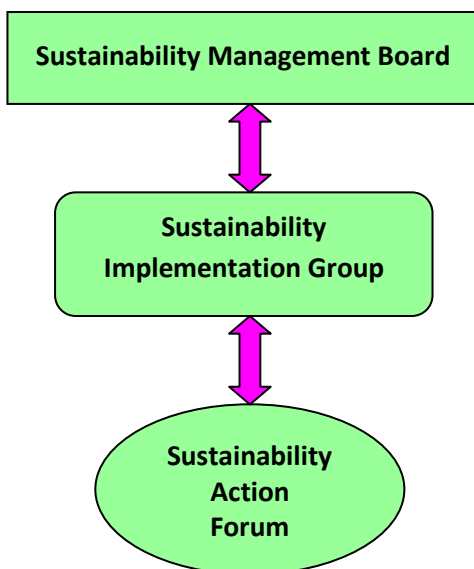 Sustainability Management Board
Sustainability
Implementation Group
Sustainability
Action
Forum